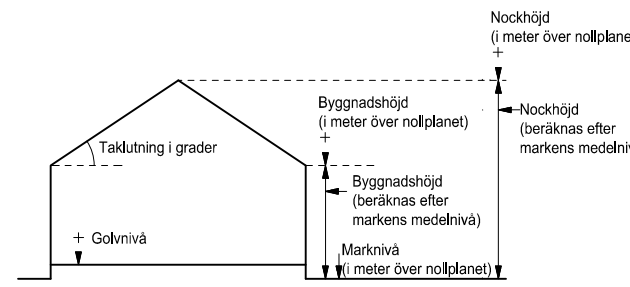 Nockhöjd
(i meter över nollplane
+
Byggnadshöjd
(i meter över nollplanet)
+
Nockhöjd
(beräknas efter
markens medelniv
Taklutning i grader
Byggnadshöjd
(beräknas efter
markens medelnivå)
+ Golvnivå
Marknivå
(i meter över nollplanet)